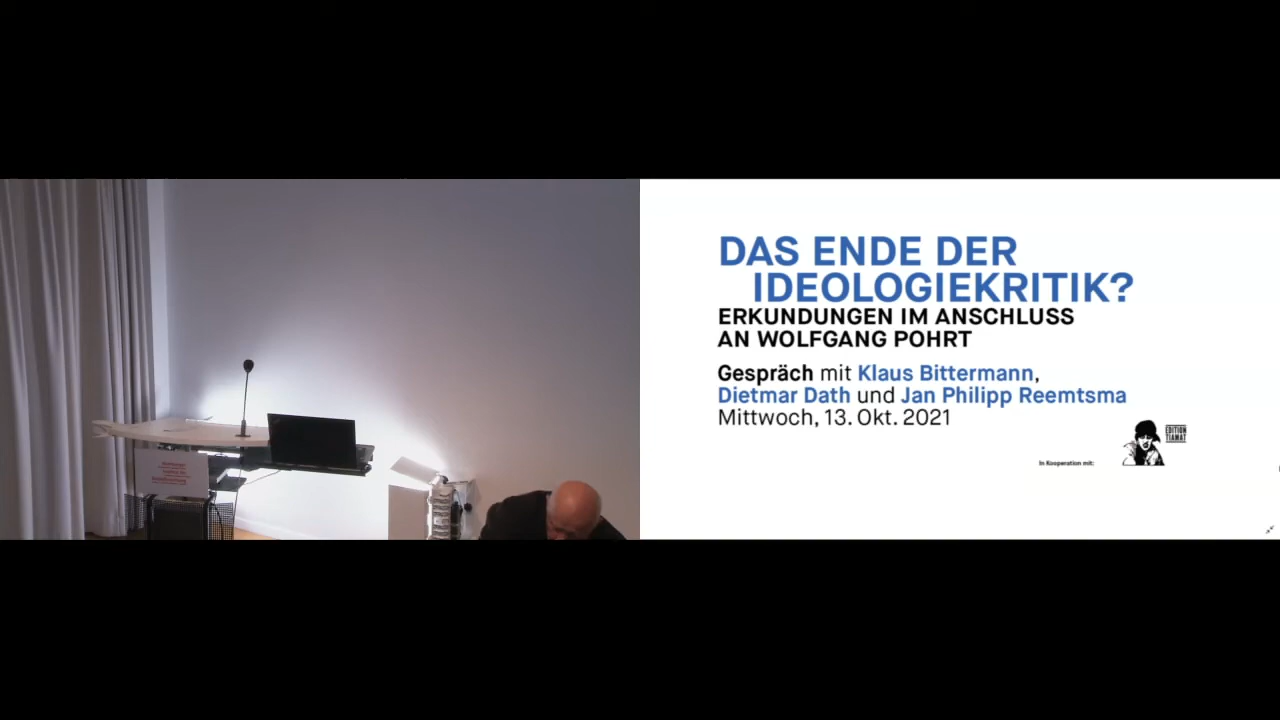 DAS ENDE DER
IDEOLOGIEKRITIK?
ERKUNDUNGEN IM ANSCHLUSS
AN WOLFGANG POHRT
Gespräch mit Klaus Bittermann,
Dietmar Dath und Jan Philipp Reemtsma
Mittwoch, 13. Okt. 2021
EDITION
TIAMAT
In Kooperation mit: